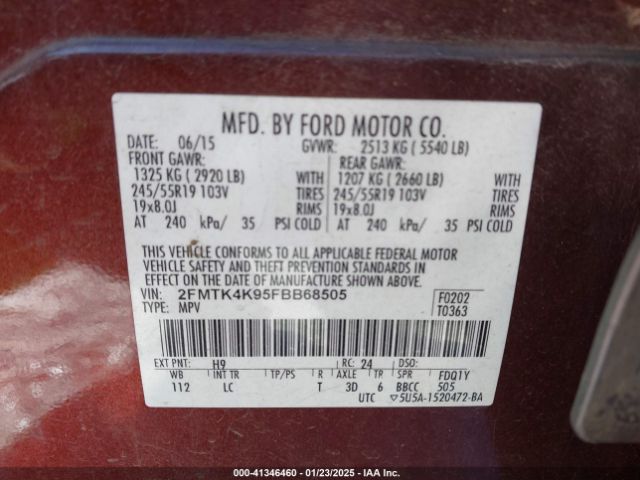 MFD. BY FORD MOTOR CO.
DATE: 06/15 GVWR: 2513 KG ( 5540 LB)
FRONT GAWR: REAR GAWR:
1325 KG ( 2920 LB) WITH 1207 KG ( 2660 LB) WITH
245/55R19 103V TIRES 245/55R19 103V TIRES
19x8.0J RIMS 19x8.0J RIMS
AT 240 kPa/ 35 PSI COLD AT 240 kPa/ 35 PSI COLD
THIS VEHICLE CONFORMS TO ALL APPLICABLE FEDERAL MOTOR
VEHICLE SAFETY AND THEFT PREVENTION STANDARDS IN
EFFECT ON THE DATE OF MANUFACTURE SHOWN ABOVE.
VIN: 2FMTK4K95FBB68505 F0202
TYPE: MPV T0363
EXT PNT: H9 RC: 24 DSO:
WB INT TR TP/PS R AXLE TR SPR FDQ1Y
112 LC T 3D 6 BBCC 505
UTC ▽5U5A-1520472-BA
000-41346460 - 01/23/2025 - IAA Inc.